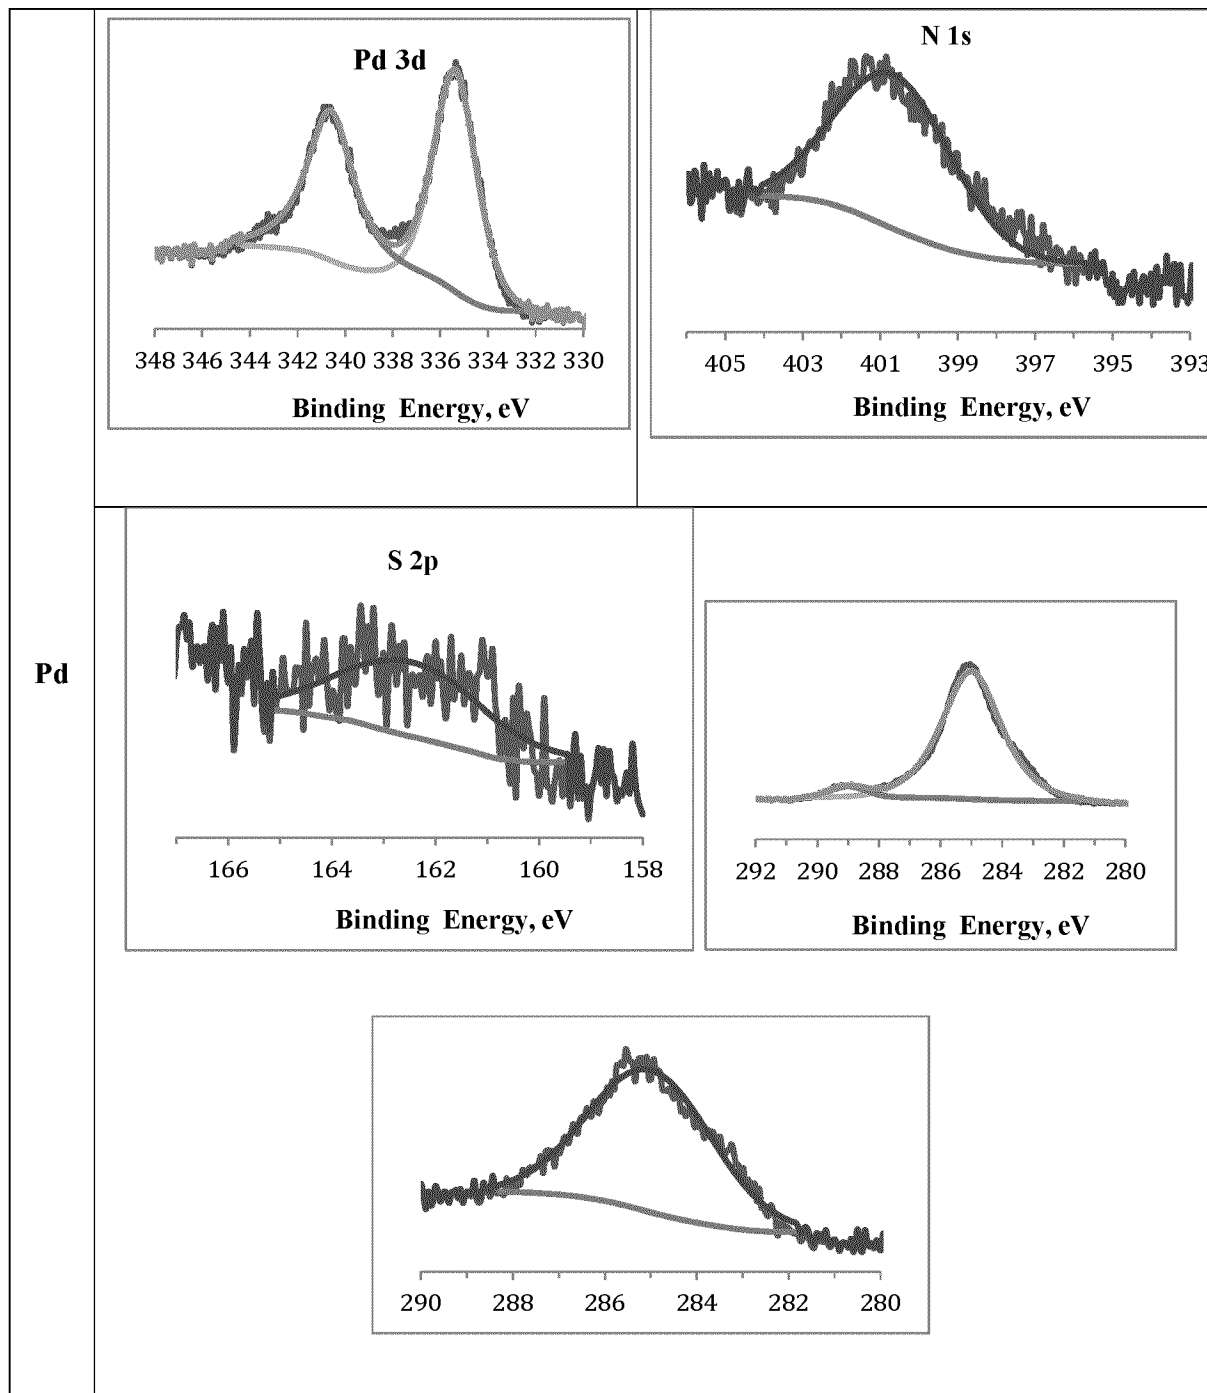 Pd
Pd 3d
348 346 344 342 340 338 336 334 332 330
Binding Energy, eV
N 1s
405 403 401 399 397 395 393
Binding Energy, eV
S 2p
166 164 162 160 158
Binding Energy, eV
292 290 288 286 284 282 280
Binding Energy, eV
290 288 286 284 282 280